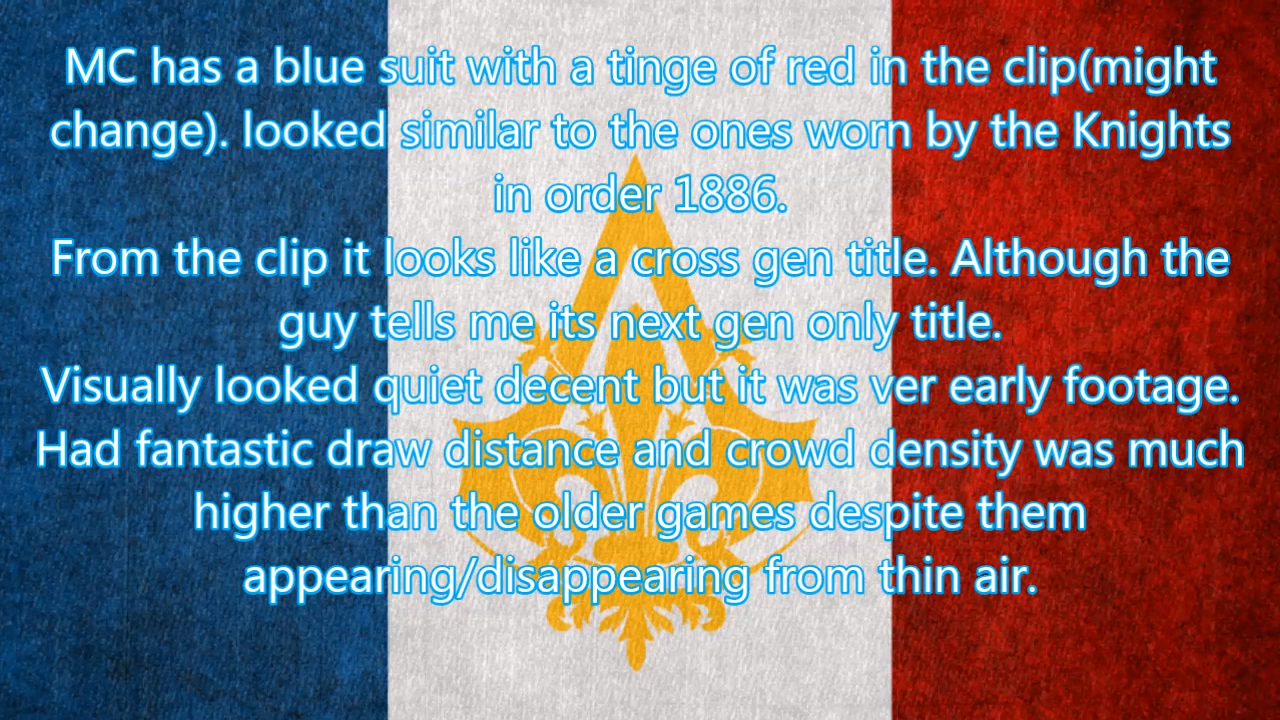 MC has a blue suit with a tinge of red in the clip(might
change). looked similar to the ones worn by the Knights
in order 1886.
From the clip it looks like a cross gen title. Although the
guy tells me its next gen only title.
Visually looked quiet decent but it was ver early footage.
Had fantastic draw distance and crowd density was much
higher than the older games despite them
appearing/disappearing from thin air.